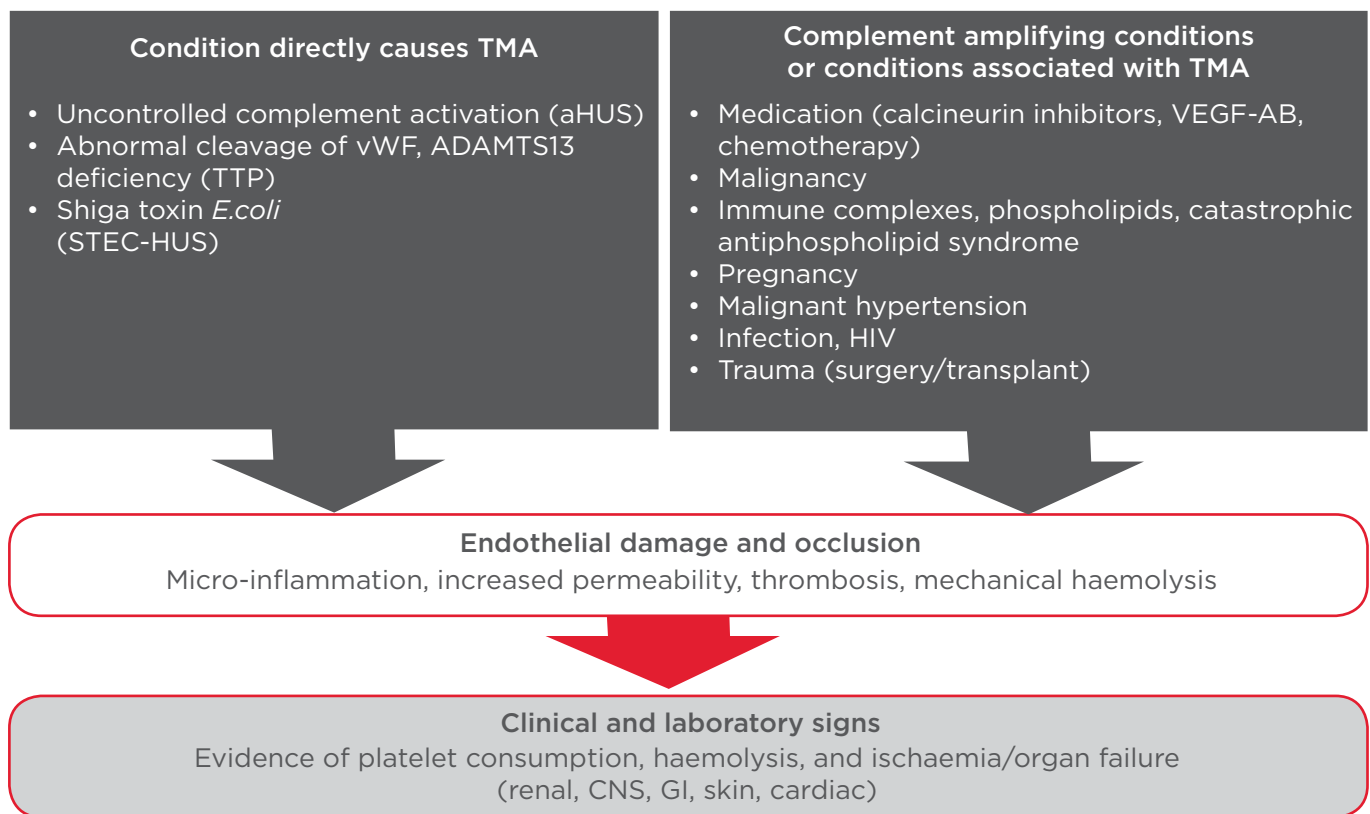 Condition directly causes TMA
• Uncontrolled complement activation (aHUS)
• Abnormal cleavage of vWF, ADAMTS13
deficiency (TTP)
• Shiga toxin E.coli
(STEC-HUS)
Complement amplifying conditions
or conditions associated with TMA
• Medication (calcineurin inhibitors, VEGF-AB,
chemotherapy)
• Malignancy
• Immune complexes, phospholipids, catastrophic
antiphospholipid syndrome
• Pregnancy
• Malignant hypertension
• Infection, HIV
• Trauma (surgery/transplant)
Endothelial damage and occlusion
Micro-inflammation, increased permeability, thrombosis, mechanical haemolysis
Clinical and laboratory signs
Evidence of platelet consumption, haemolysis, and ischaemia/organ failure
(renal, CNS, GI, skin, cardiac)